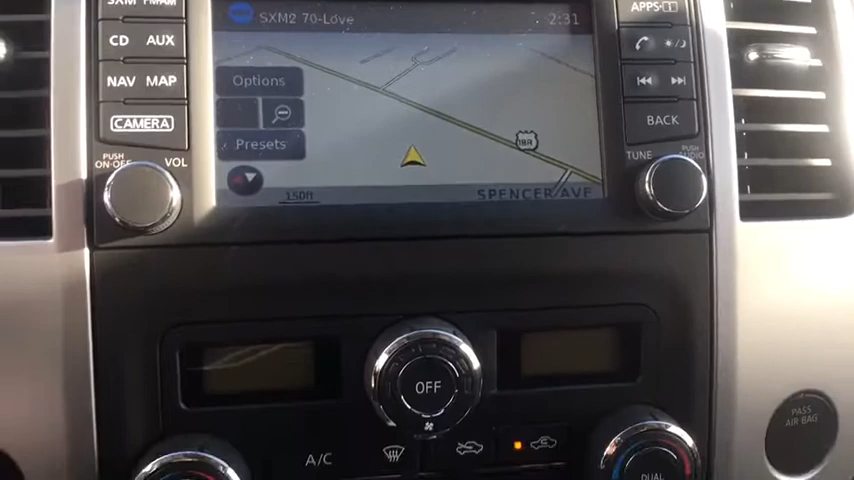 SXM FM/AM
SXM2 70-Love
2:31
APPS
CD AUX
NAV MAP
Options
CAMERA
Presets
BACK
PUSH
ON·OFF
VOL
TUNE
PUSH
AUDIO
150ft
SPENCER AVE
OFF
A/C
DUAL
PASS
AIR BAG